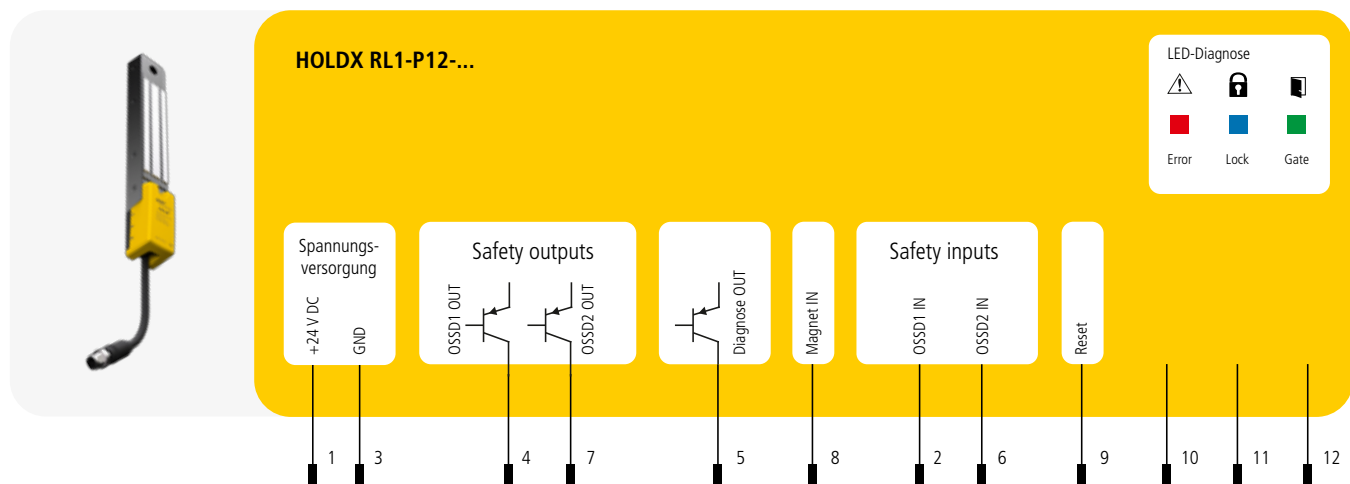 HOLDX RL1-P12-...
LED-Diagnose
Error Lock Gate
Spannungs-
versorgung
+24 V DC
GND
Safety outputs
OSSD1 OUT
OSSD2 OUT
Diagnose OUT
Magnet IN
Safety inputs
OSSD1 IN
OSSD2 IN
Reset
1 3 4 7 5 8 2 6 9 10 11 12